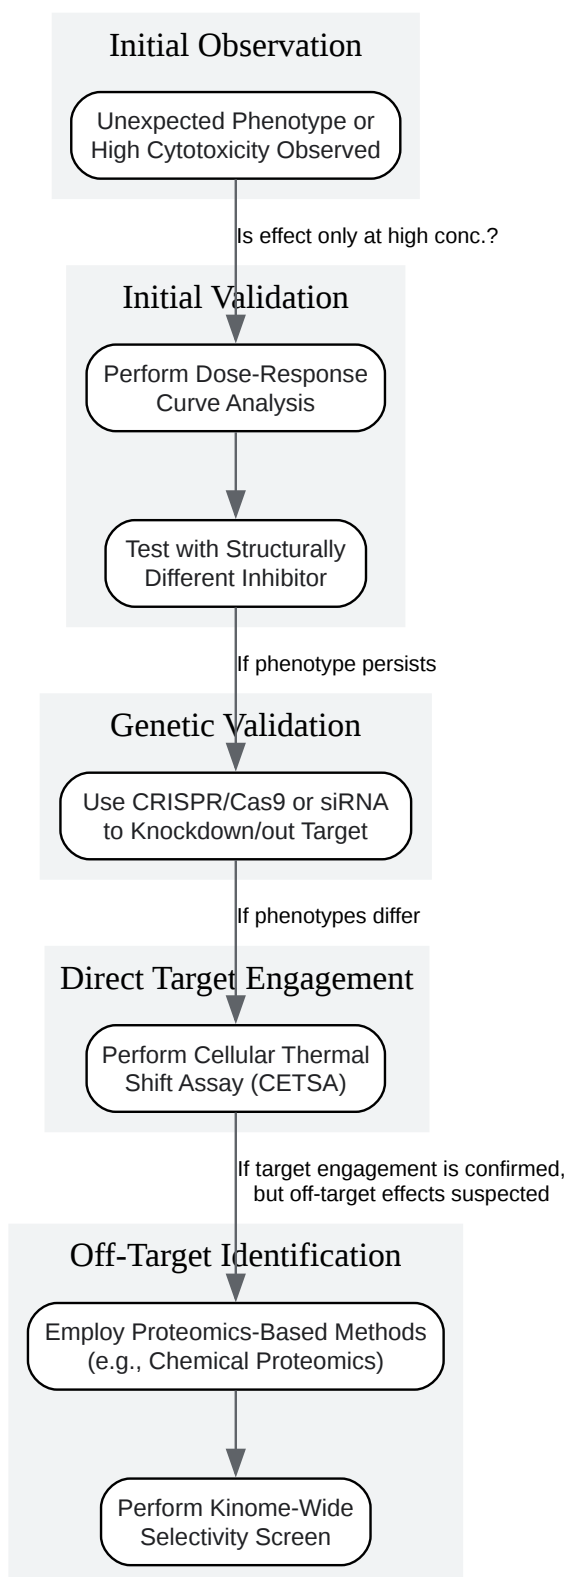 Initial Observation
Unexpected Phenotype or
High Cytotoxicity Observed
Is effect only at high conc.?
Initial Validation
Perform Dose-Response
Curve Analysis
Test with Structurally
Different Inhibitor
If phenotype persists
Genetic Validation
Use CRISPR/Cas9 or siRNA
to Knockdown/out Target
If phenotypes differ
Direct Target Engagement
Perform Cellular Thermal
Shift Assay (CETSA)
If target engagement is confirmed,
but off-target effects suspected
Off-Target Identification
Employ Proteomics-Based Methods
(e.g., Chemical Proteomics)
Perform Kinome-Wide
Selectivity Screen